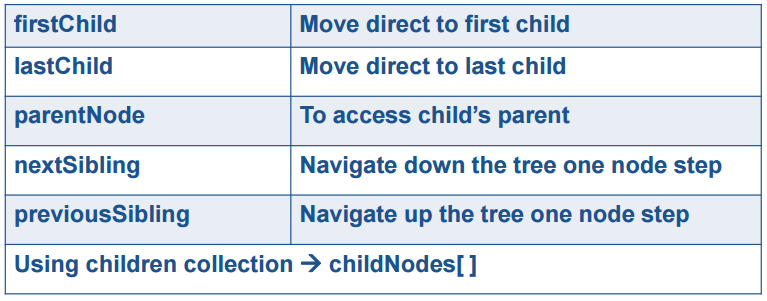 firstChild Move direct to first child
lastChild Move direct to last child
parentNode To access child’s parent
nextSibling Navigate down the tree one node step
previousSibling Navigate up the tree one node step
Using children collection → childNodes[ ]